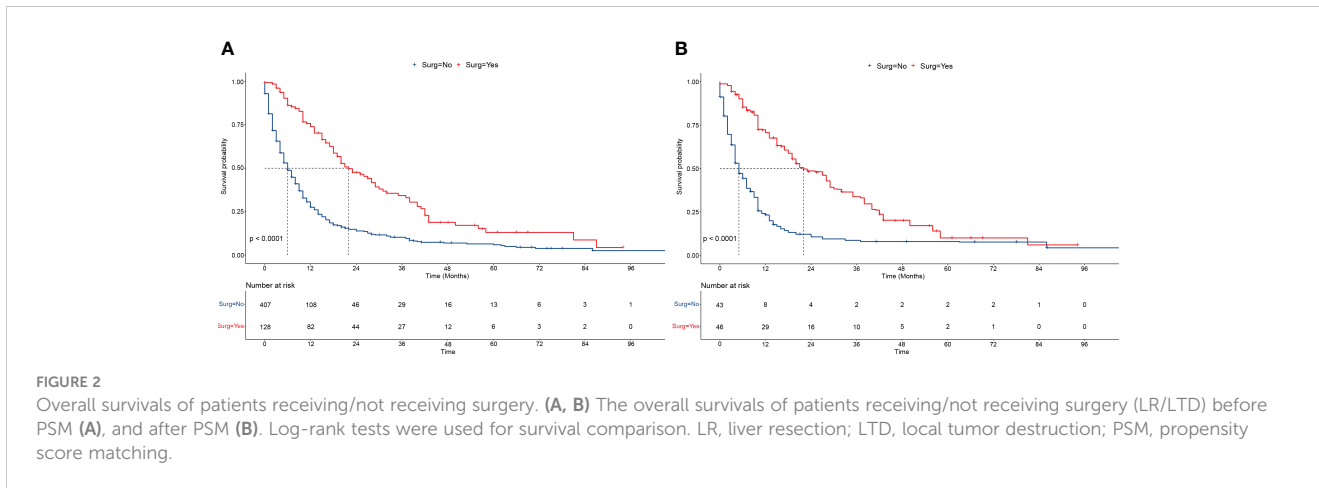 A
Surg=No Surg=Yes
1.00
0.75
0.50
0.25
0.00
Survival probability
p < 0.0001
0 12 24 36 48 60 72 84 96
Time (Months)
Number at risk
Surg=No 407 108 46 29 16 13 6 3 1
Surg=Yes 128 82 44 27 12 6 3 2 0
0 12 24 36 48 60 72 84 96
Time
B
Surg=No Surg=Yes
1.00
0.75
0.50
0.25
0.00
Survival probability
p < 0.0001
0 12 24 36 48 60 72 84 96
Time (Months)
Number at risk
Surg=No 43 8 4 2 2 2 2 1 0
Surg=Yes 46 29 16 10 5 2 1 0 0
0 12 24 36 48 60 72 84 96
Time
FIGURE 2
Overall survivals of patients receiving/not receiving surgery. (A, B) The overall survivals of patients receiving/not receiving surgery (LR/LTD) before
PSM (A), and after PSM (B). Log-rank tests were used for survival comparison. LR, liver resection; LTD, local tumor destruction; PSM, propensity
score matching.